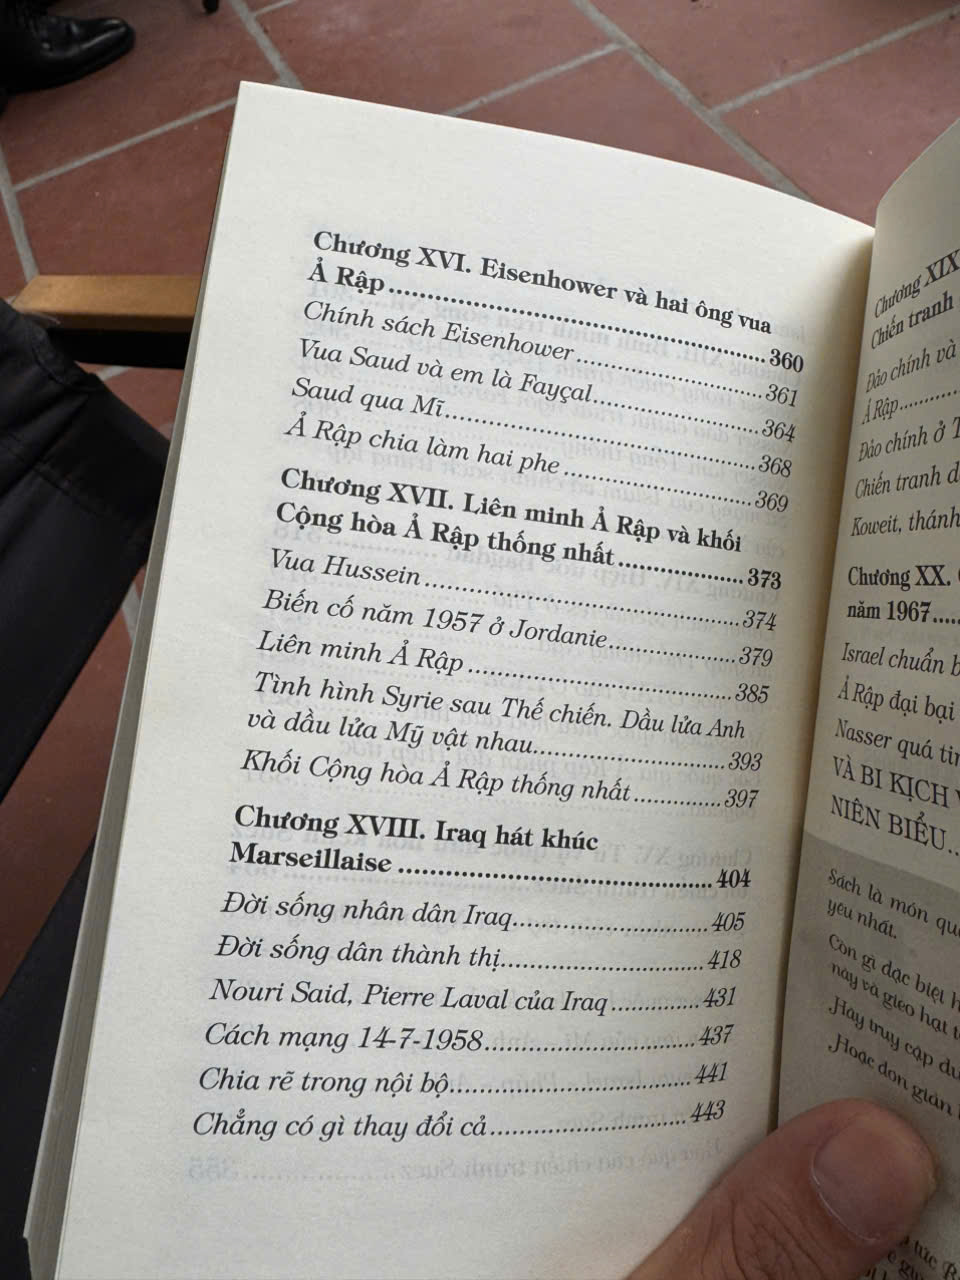 Chương XVI. Eisenhower và hai ông vua
Ả Rập.....360
Chính sách Eisenhower.....361
Vua Saud và em là Fayçal.....364
Saud qua Mĩ.....368
Ả Rập chia làm hai phe.....369
Chương XVII. Liên minh Ả Rập và khối
Cộng hòa Ả Rập thống nhất.....373
Vua Hussein.....374
Biến cố năm 1957 ở Jordanie.....379
Liên minh Ả Rập.....385
Tình hình Syrie sau Thế chiến. Dầu lửa Anh
và dầu lửa Mỹ vật nhau.....393
Khối Cộng hòa Ả Rập thống nhất.....397
Chương XVIII. Iraq hát khúc
Marseillaise.....404
Đời sống nhân dân Iraq.....405
Đời sống dân thành thị.....418
Nouri Said, Pierre Laval của Iraq.....431
Cách mạng 14-7-1958.....437
Chia rẽ trong nội bộ.....441
Chẳng có gì thay đổi cả.....443
Chương XIX
Chiến tranh
Đảo chính và
Ả Rập.....
Đảo chính ở
Chiến tranh
Koweit, thánh
Chương XX.
năm 1967.....
Israel chuẩn
Ả Rập đại bại
Nasser quá
VÀ BI KỊCH
NIÊN BIỂU...
Sách là món
yêu nhất.
Còn gì đặc biệt
này và gieo hạt
Hãy truy cập
Hoặc đơn giản
tức